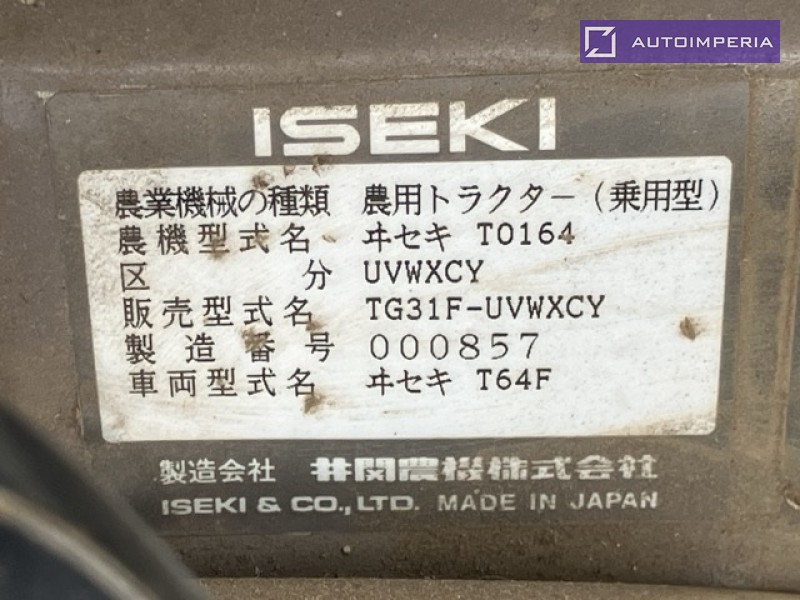 AUTOIMPERIA
ISEKI
農業機械の種類 農用トラクター(乗用型)
農機型式名 ヰセキ T0164
区分 UVWXCY
販売型式名 TG31F-UVWXCY
製造番号 000857
車両型式名 ヰセキ T64F
製造会社 井関農機株式会社
ISEKI & CO., LTD. MADE IN JAPAN